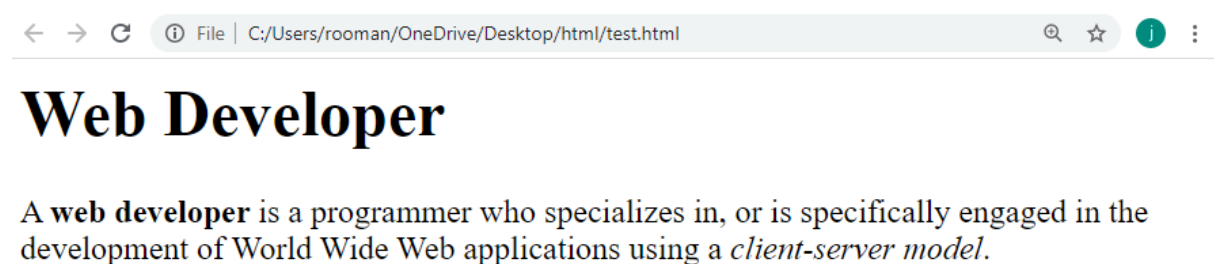 File | C:/Users/rooman/OneDrive/Desktop/html/test.html j
Web Developer
A web developer is a programmer who specializes in, or is specifically engaged in the
development of World Wide Web applications using a client-server model.